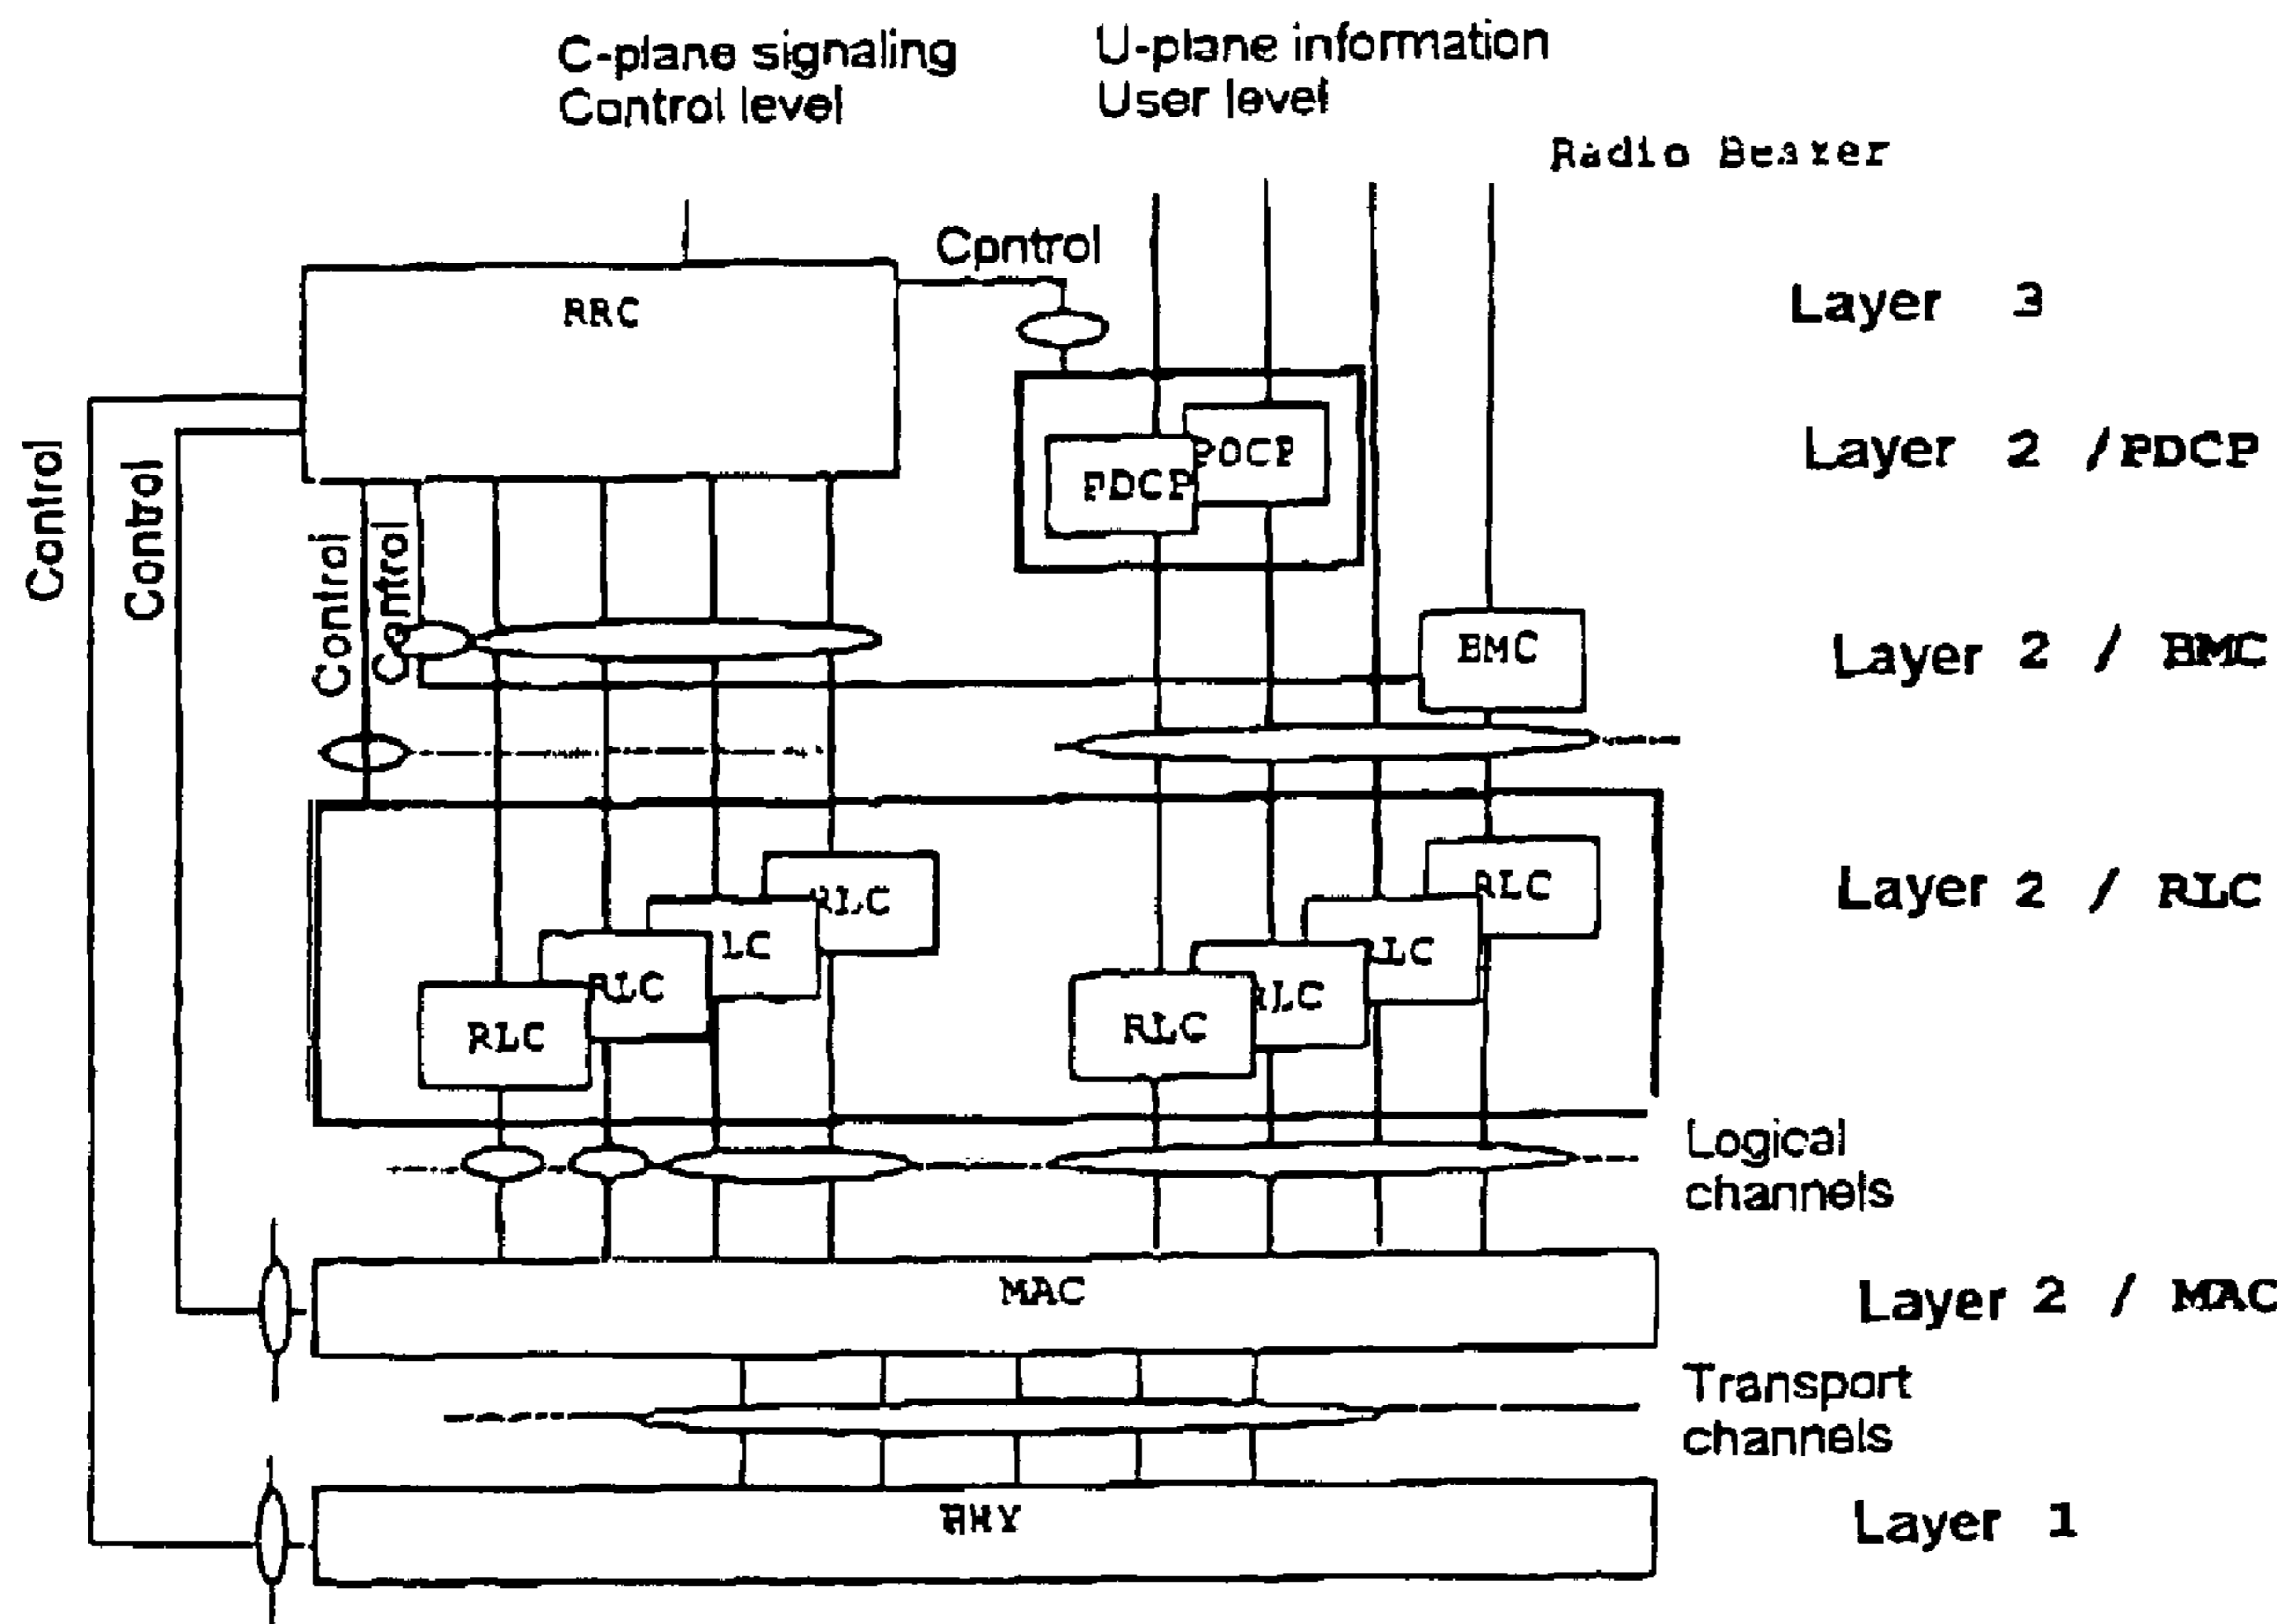 C-plane signaling
Control level
U-plane information
User level
Radio Bearer
Control
RRC
Layer 3
PDCP
PDCP
Layer 2 /PDCP
Control
Control
Control
Control
BMC
Layer 2 / BMC
RLC
RLC
LC
RLC
RLC
RLC
LC
RLC
Layer 2 / RLC
Logical
channels
MAC
Layer 2 / MAC
Transport
channels
PHY
Layer 1